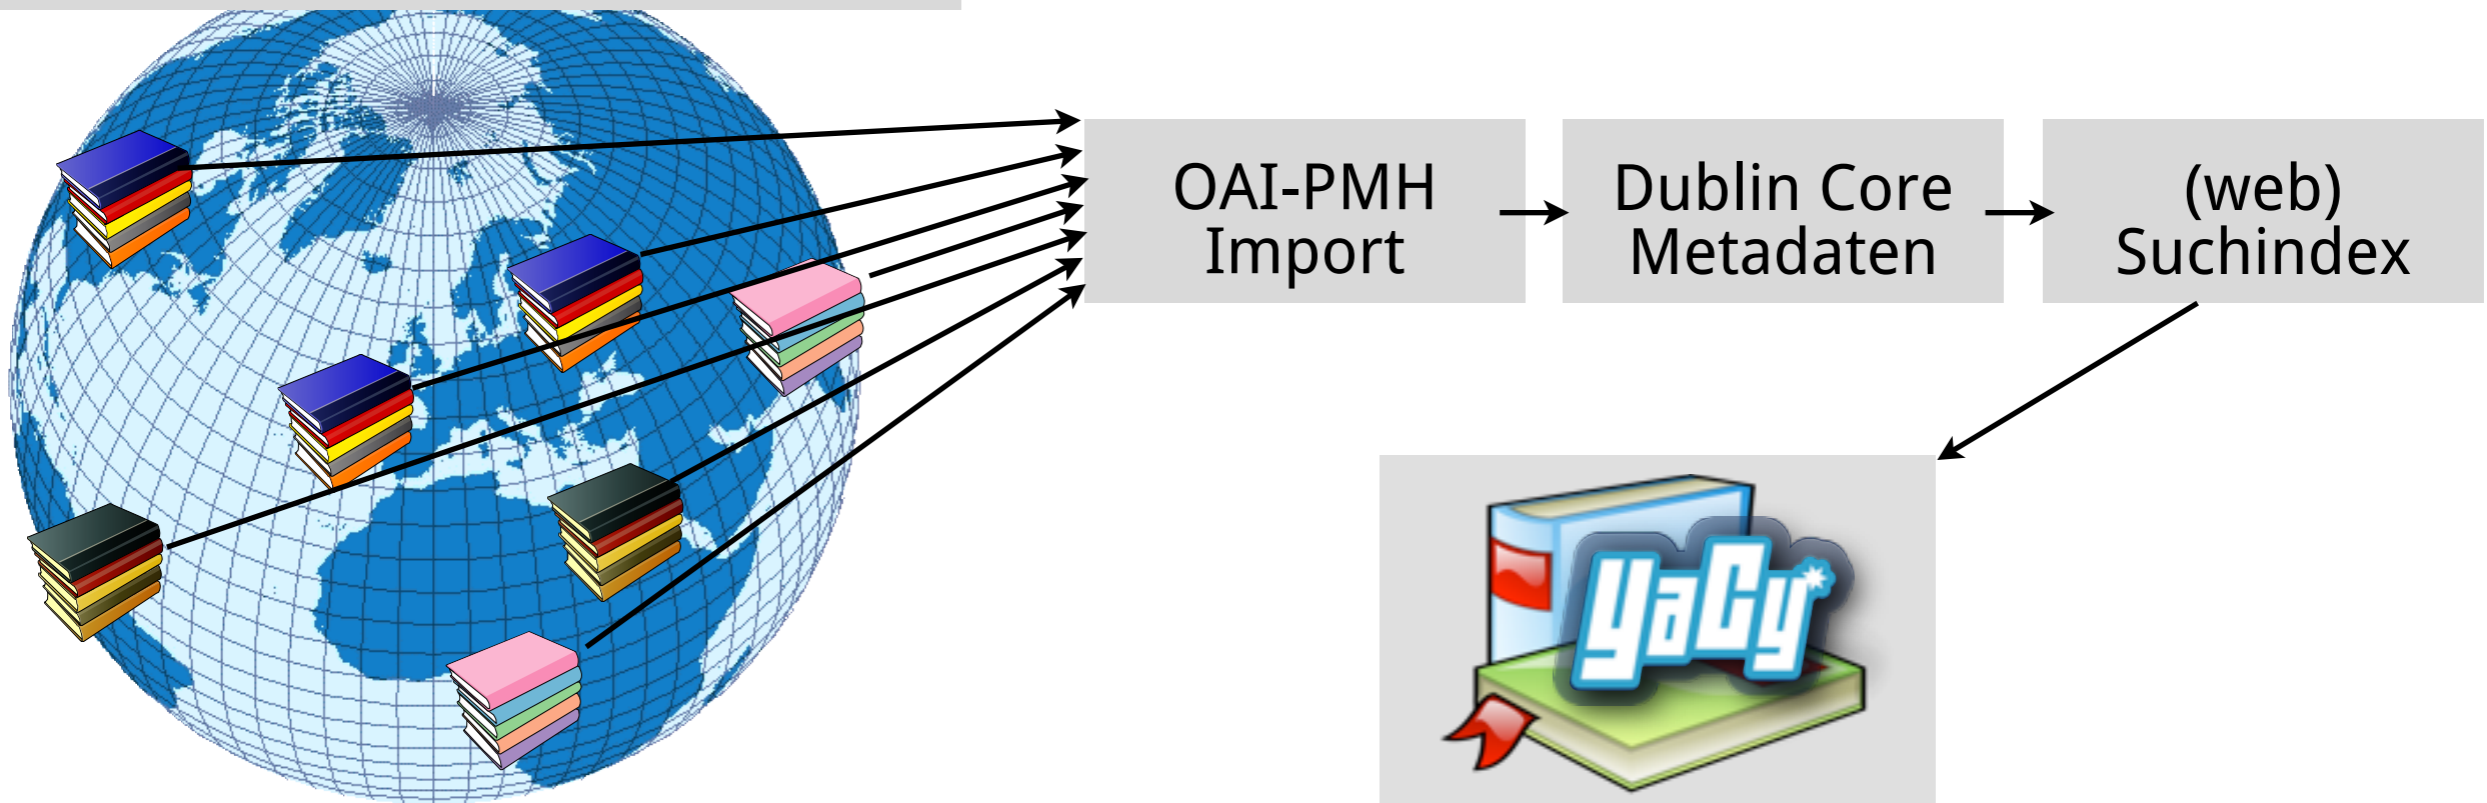 OAI-PMH
Import
Dublin Core
Metadaten
(web)
Suchindex
yaCy